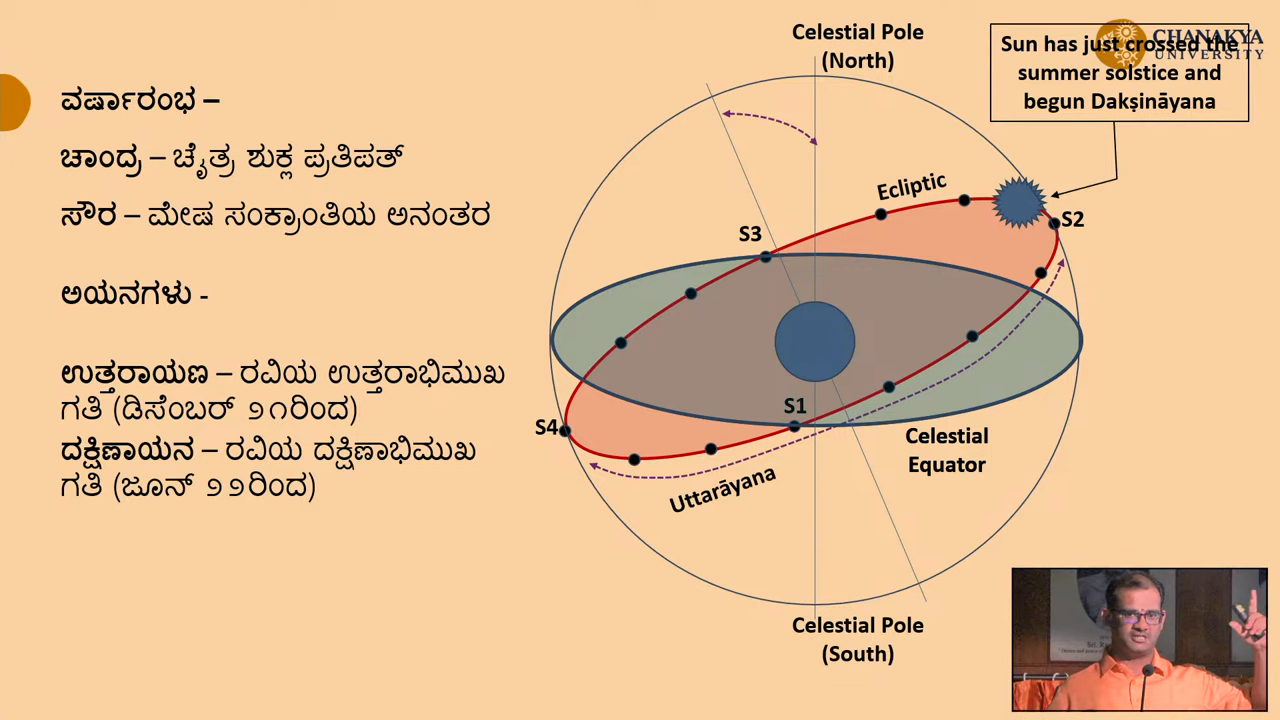 ವರ್ಷಾರಂಭ –
ಚಾಂದ್ರ – ಚೈತ್ರ ಶುಕ್ಲ ಪ್ರತಿಪತ್
ಸೌರ – ಮೇಷ ಸಂಕ್ರಾಂತಿಯ ಅನಂತರ
ಅಯನಗಳು -
ಉತ್ತರಾಯಣ – ರವಿಯ ಉತ್ತರಾಭಿಮುಖ
ಗತಿ (ಡಿಸೆಂಬರ್ ೨೧ರಿಂದ)
ದಕ್ಷಿಣಾಯನ – ರವಿಯ ದಕ್ಷಿಣಾಭಿಮುಖ
ಗತಿ (ಜೂನ್ ೨೨ರಿಂದ)
Celestial Pole
(North)
CHANAKYA
UNIVERSITY
Sun has just crossed the
summer solstice and
begun Dakṣināyana
Ecliptic
S2
S3
S1
S4
Celestial
Equator
Uttarāyana
Celestial Pole
(South)